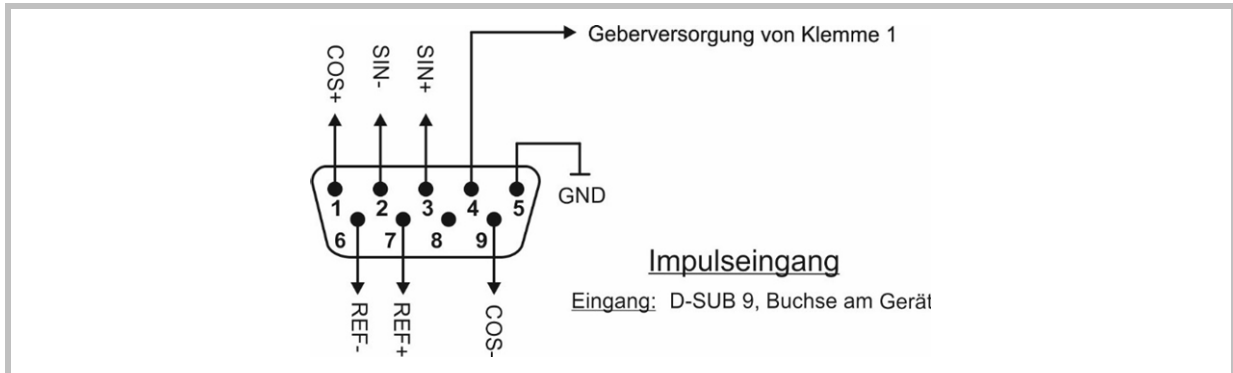 Geberversorgung von Klemme 1
COS+
SIN-
SIN+
GND
1
2
3
4
5
6
7
8
9
REF-
REF+
COS-
Impulseingang
Eingang: D-SUB 9, Buchse am Gerät